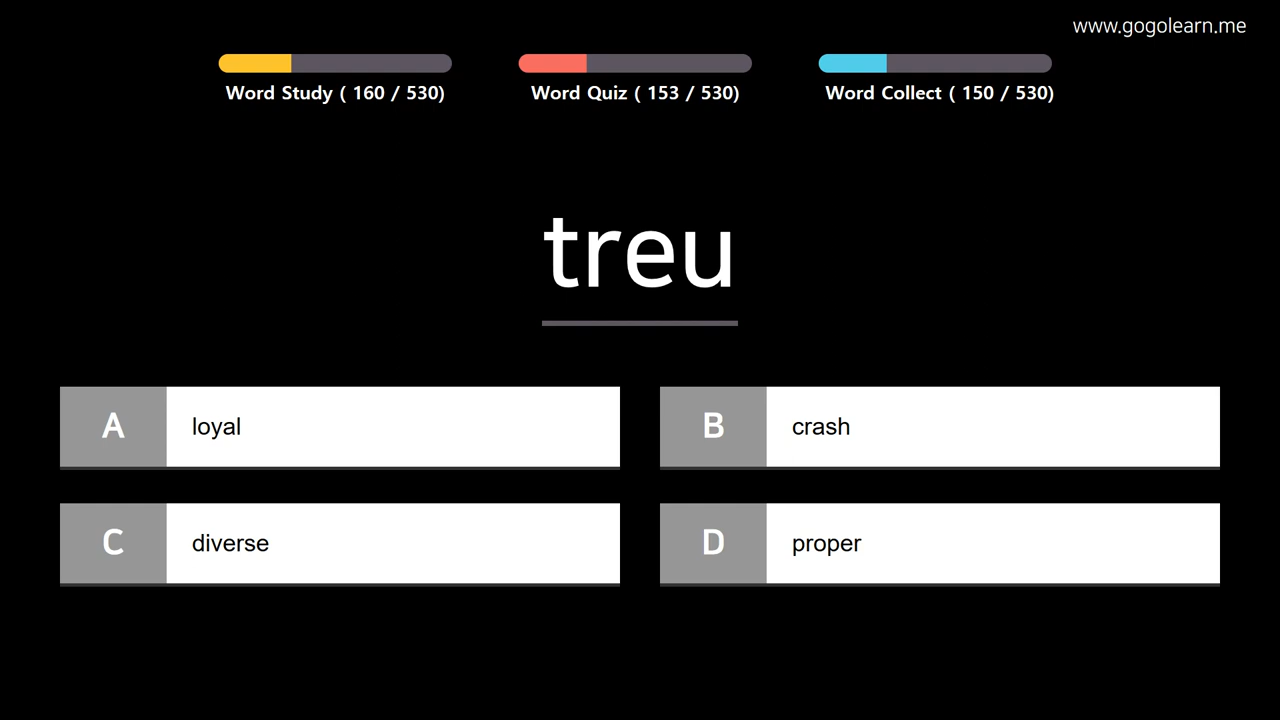 www.gogolearn.me
Word Study ( 160 / 530)
Word Quiz ( 153 / 530)
Word Collect ( 150 / 530)
treu
A loyal
B crash
C diverse
D proper